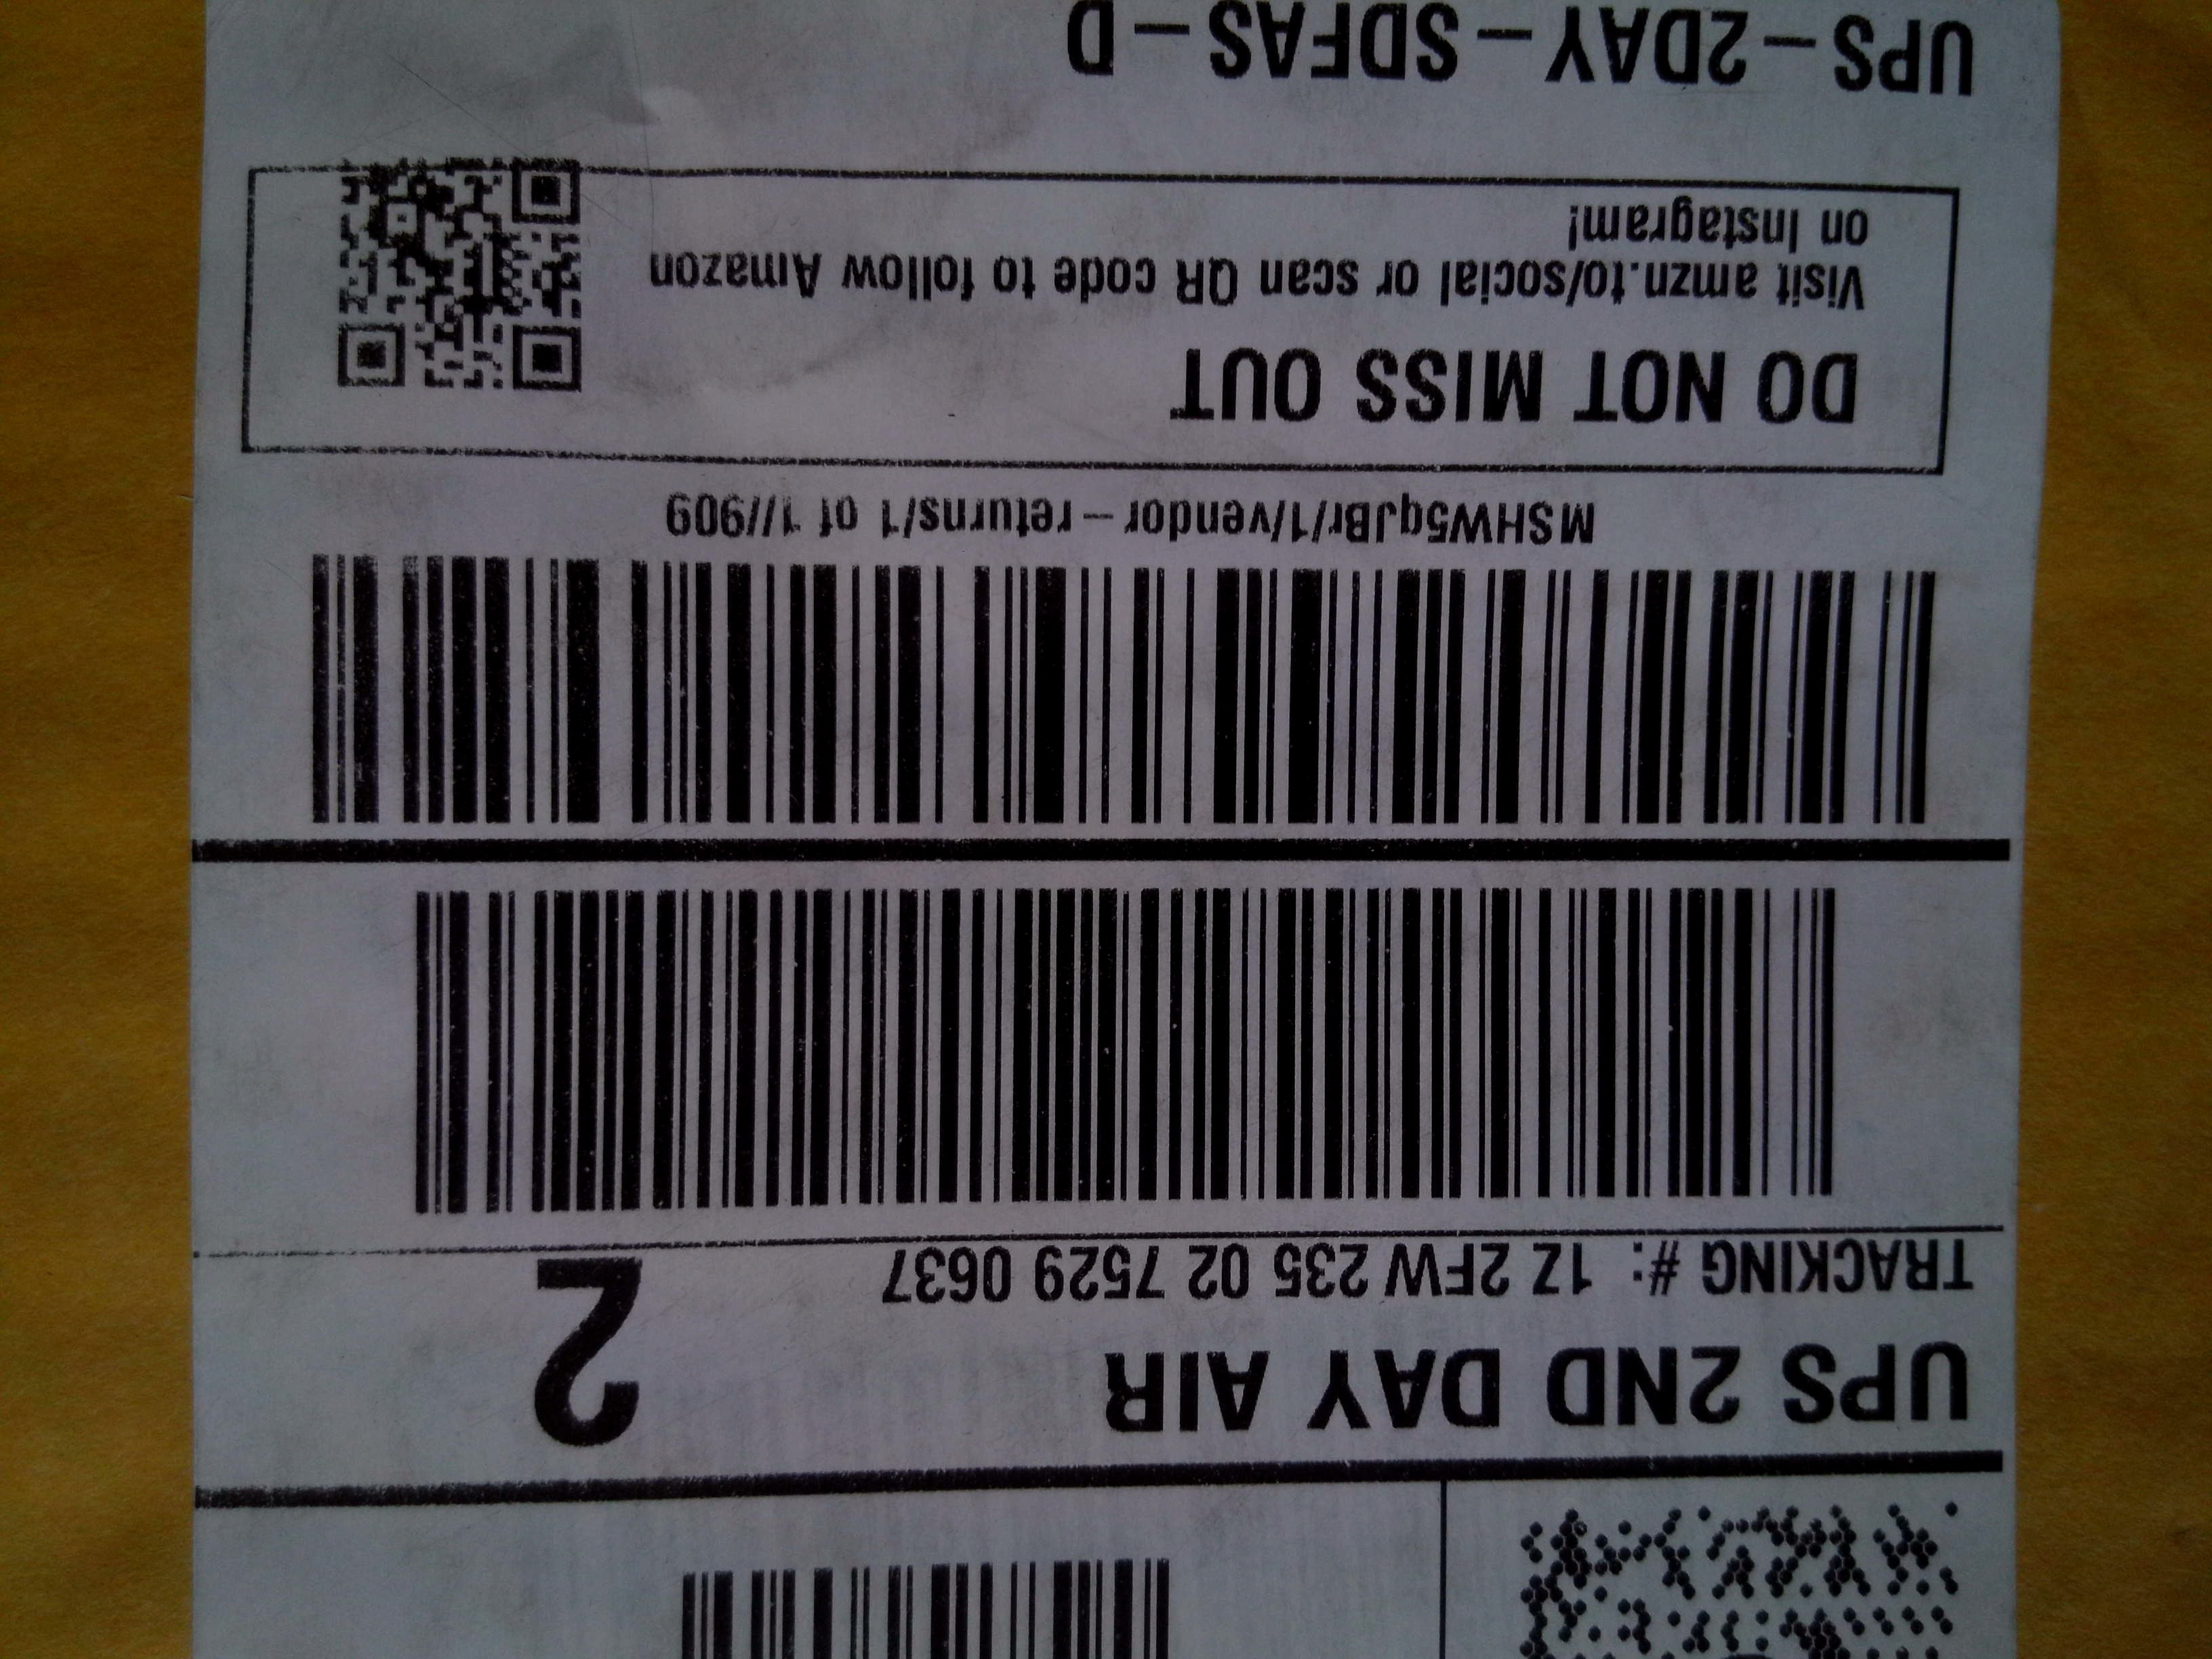 UPS 2ND DAY AIR
2
TRACKING #: 1Z 2FW 235 02 7529 0637
MSHW5qJBr/1/vendor-returns/1 of 1//909
DO NOT MISS OUT
Visit amzn.to/social or scan QR code to follow Amazon
on Instagram!
UPS-2DAY-SDFAS-D